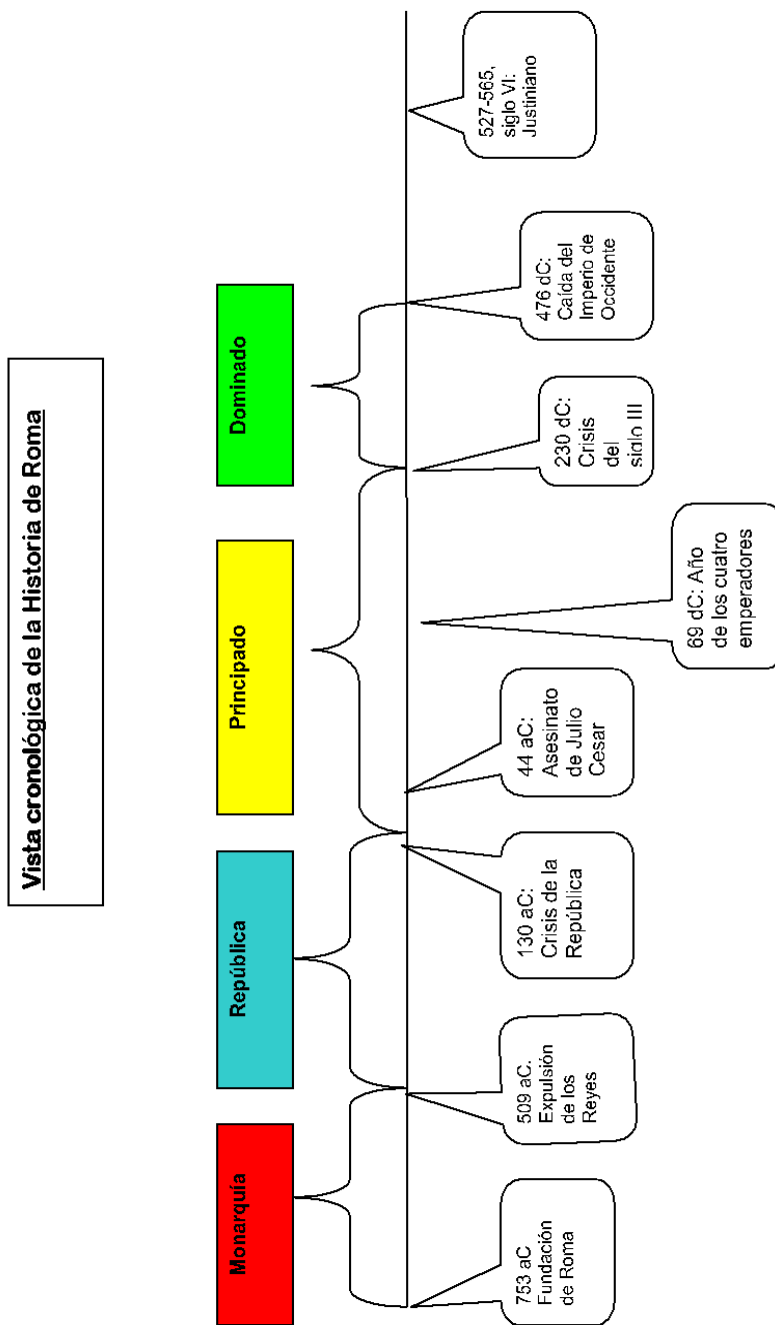 Vista cronológica de la Historia de Roma
Monarquía
República
Principado
Dominado
753 aC
Fundación
de Roma
509 aC.
Expulsión
de los
Reyes
130 aC:
Crisis de la
República
44 aC:
Asesinato
de Julio
Cesar
69 dC: Año
de los cuatro
emperadores
230 dC:
Crisis
del
siglo III
476 dC:
Caída del
Imperio de
Occidente
527-565,
siglo VI:
Justiniano